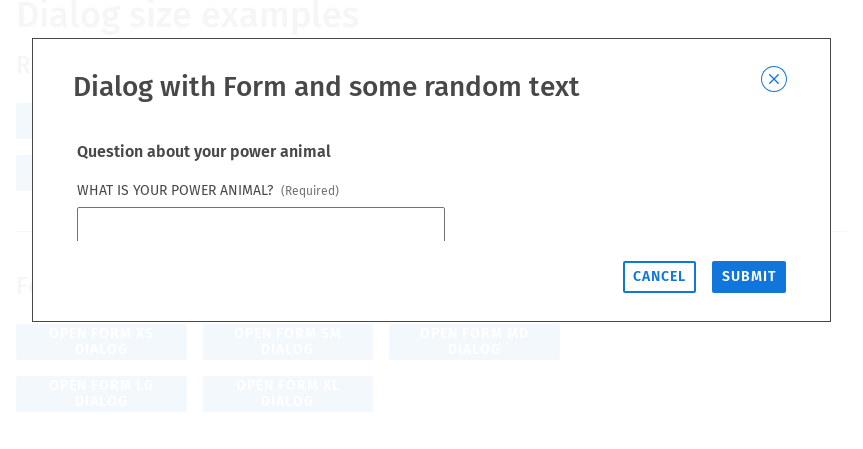 Dialog size examples
Dialog with Form and some random text
Question about your power animal
WHAT IS YOUR POWER ANIMAL? (Required)
CANCEL SUBMIT
OPEN FORM XS DIALOG
OPEN FORM SM DIALOG
OPEN FORM MD DIALOG
OPEN FORM LG DIALOG
OPEN FORM XL DIALOG